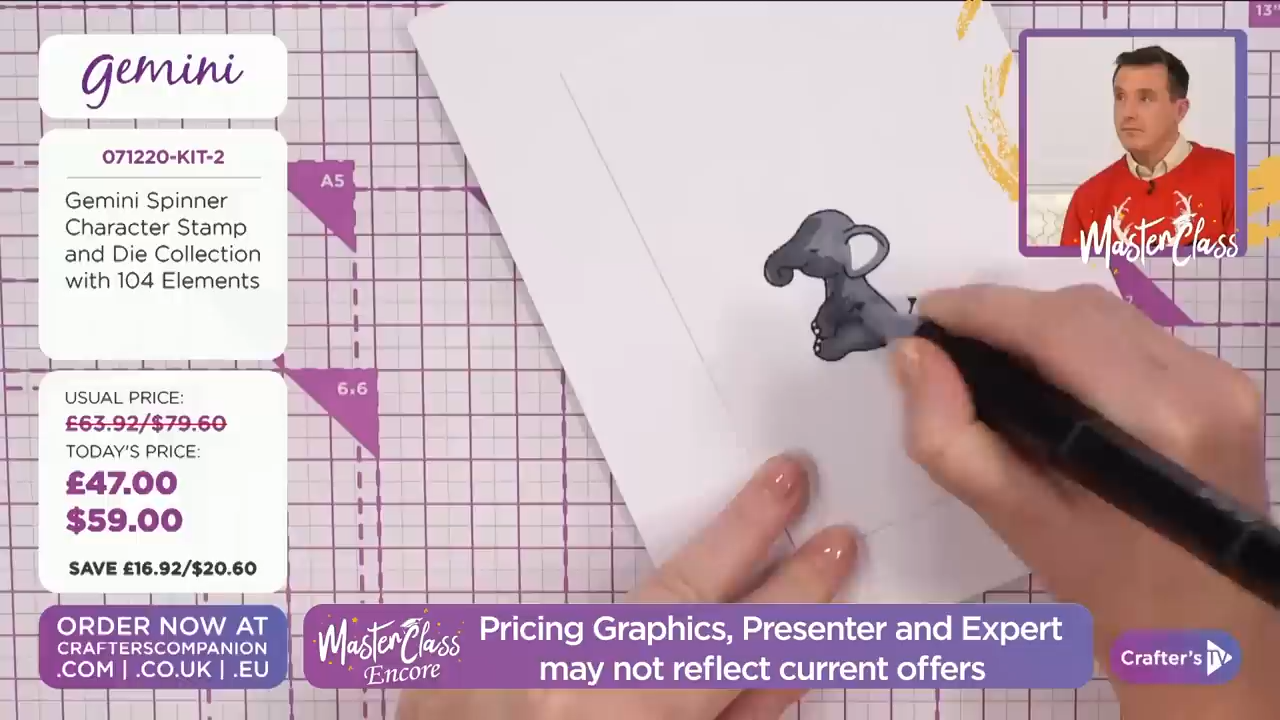 gemini
071220-KIT-2
Gemini Spinner
Character Stamp
and Die Collection
with 104 Elements
USUAL PRICE:
£63.92/$79.60
TODAY'S PRICE:
£47.00
$59.00
SAVE £16.92/$20.60
ORDER NOW AT
CRAFTERSCOMPANION
.COM | .CO.UK | .EU
A5
6x6
13"
MasterClass
MasterClass
Encore
Pricing Graphics, Presenter and Expert
may not reflect current offers
Crafter's TV